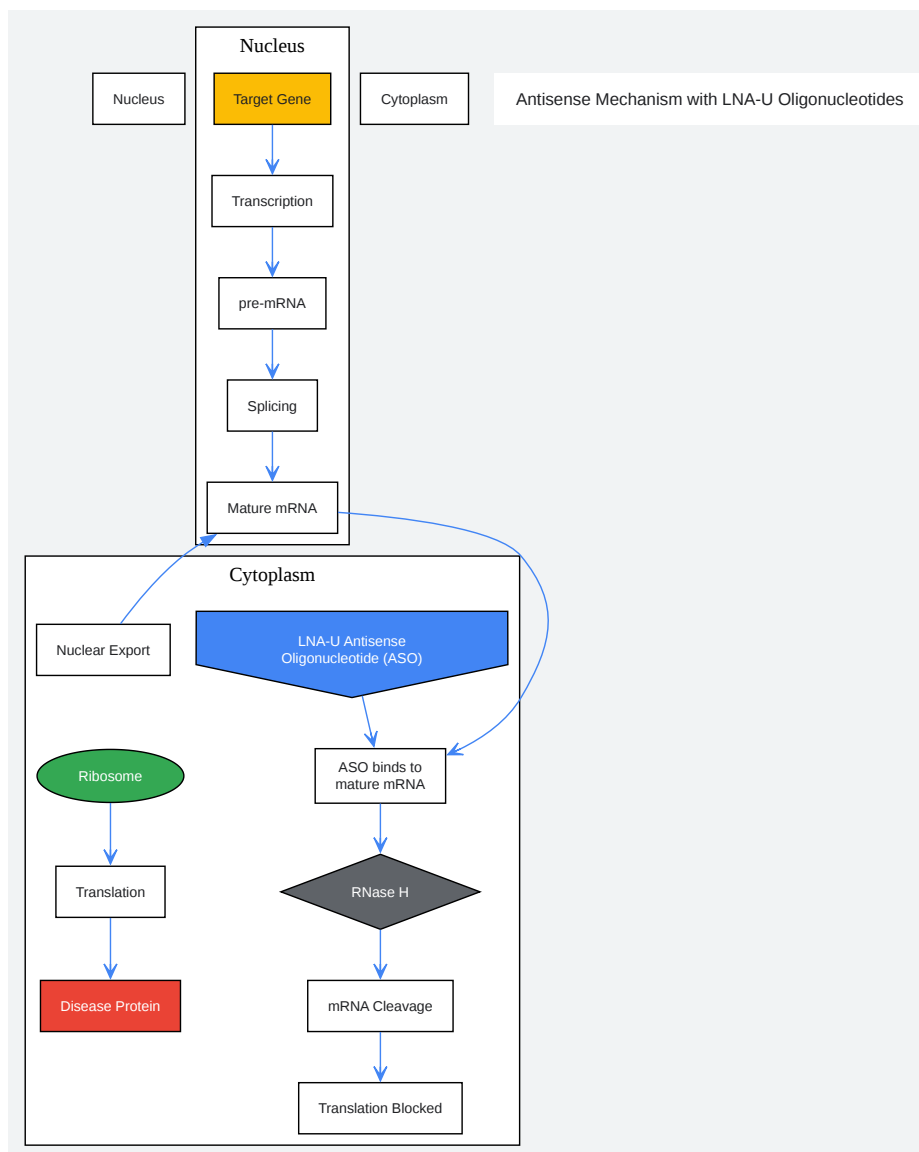 Nucleus
Nucleus
Target Gene
Cytoplasm
Antisense Mechanism with LNA-U Oligonucleotides
Transcription
pre-mRNA
Splicing
Mature mRNA
Cytoplasm
Nuclear Export
LNA-U Antisense
Oligonucleotide (ASO)
Ribosome
ASO binds to
mature mRNA
Translation
RNase H
Disease Protein
mRNA Cleavage
Translation Blocked